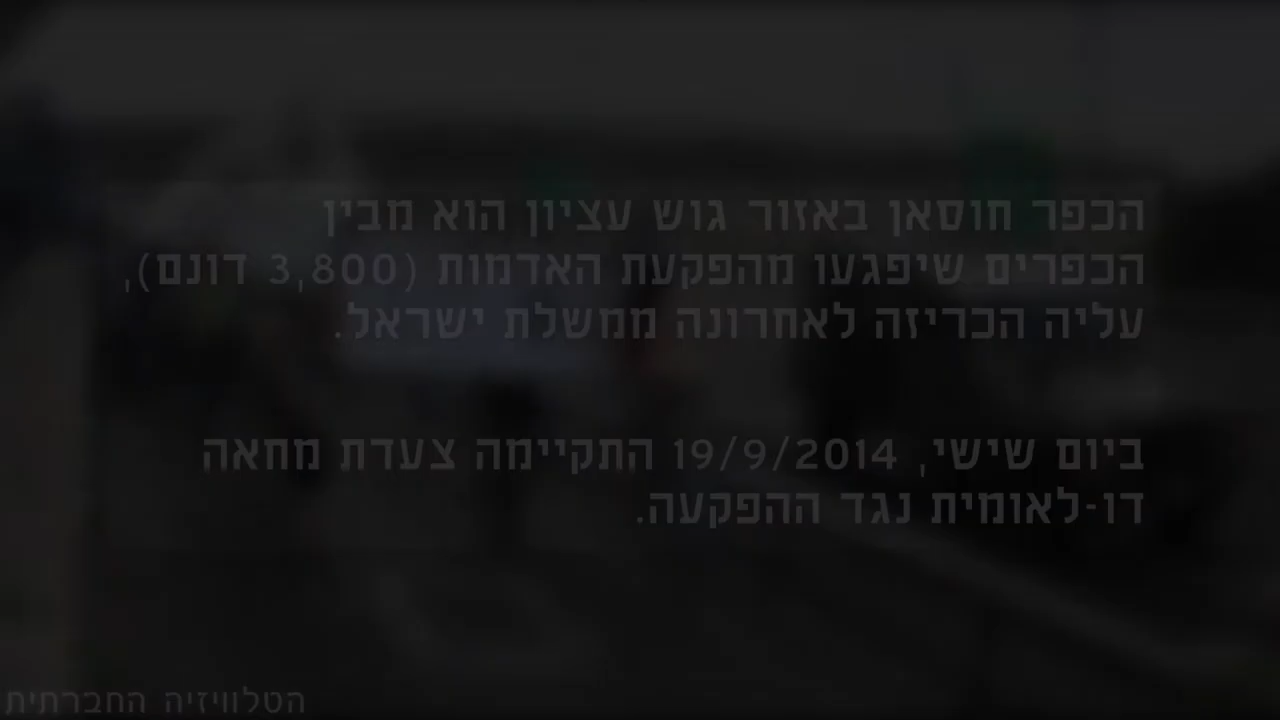 הכפר חוסאן באזור גוש עציון הוא מבין
הכפרים שיפגעו מהפקעת האדמות (3,800 דונם),
עליה הכריזה לאחרונה ממשלת ישראל.
ביום שישי, 19/9/2014 התקיימה צעדת מחאה
דו-לאומית נגד ההפקעה.
הטלוויזיה החברתית